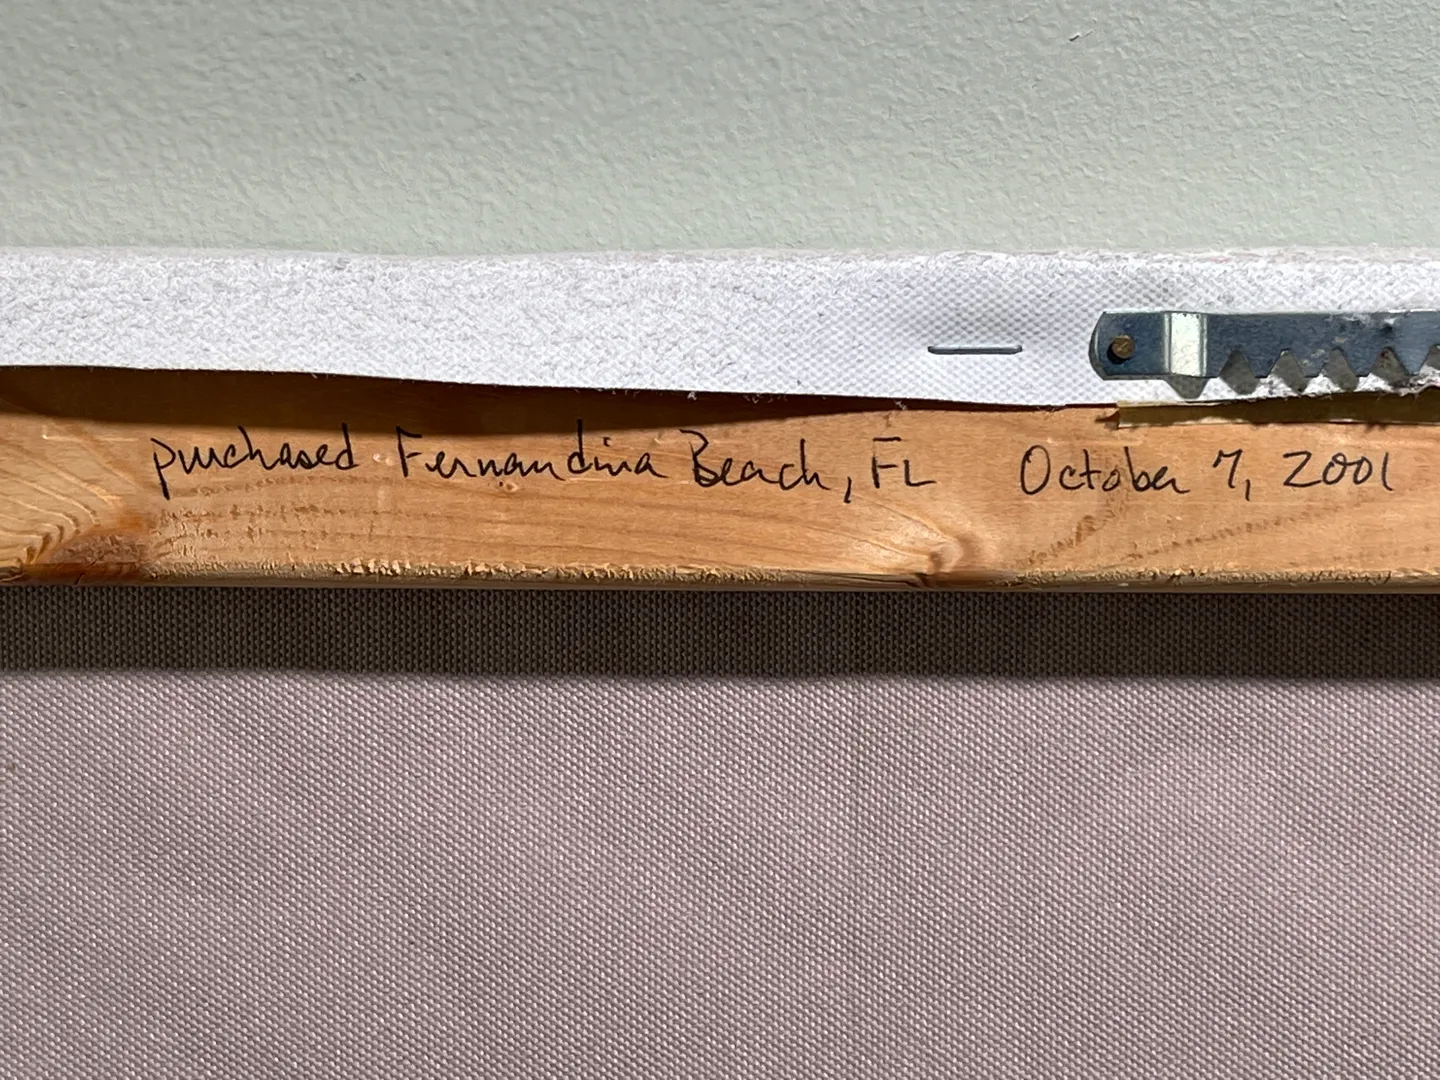 purchased Fernandina Beach, FL October 7, 2001